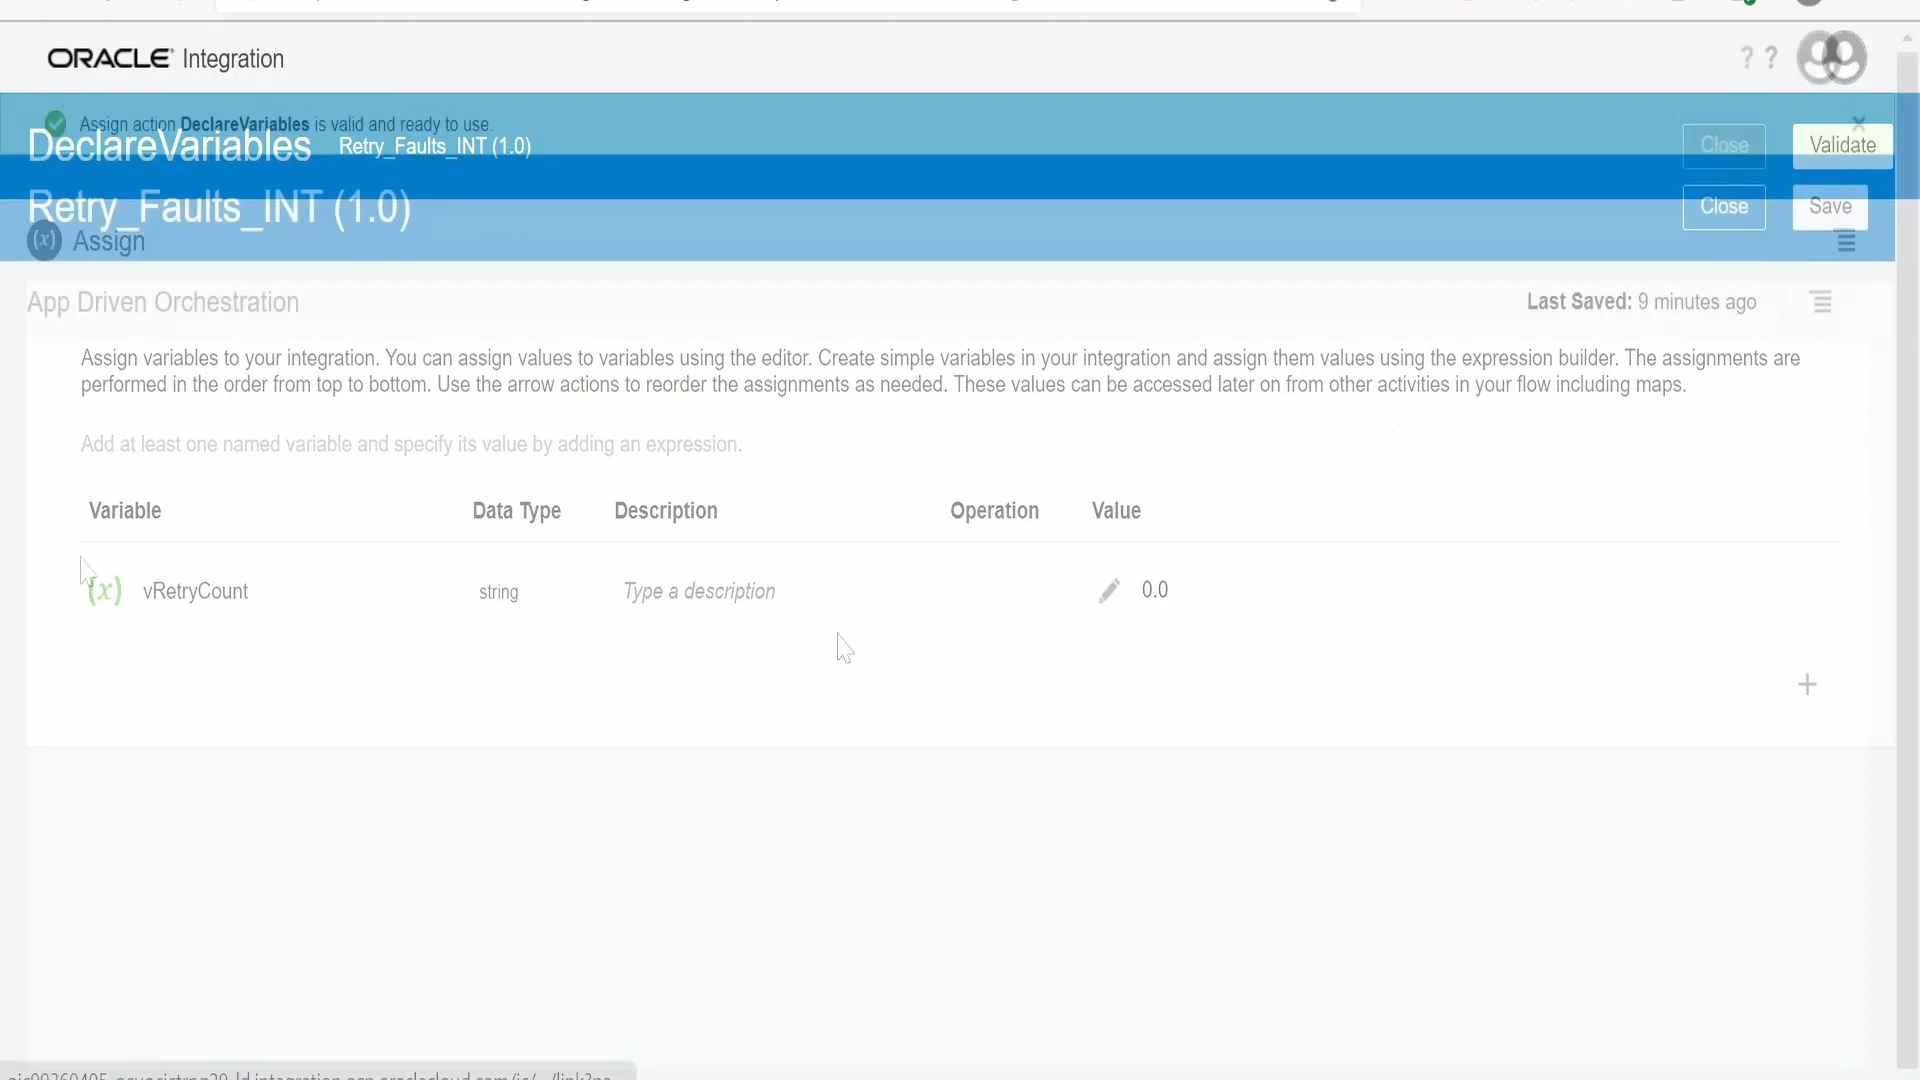 ORACLE Integration
? ?
Assign action DeclareVariables is valid and ready to use.
DeclareVariables Retry_Faults_INT (1.0) Close Validate
Retry_Faults_INT (1.0) Close Save
(x) Assign
App Driven Orchestration Last Saved: 9 minutes ago
Assign variables to your integration. You can assign values to variables using the editor. Create simple variables in your integration and assign them values using the expression builder. The assignments are
performed in the order from top to bottom. Use the arrow actions to reorder the assignments as needed. These values can be accessed later on from other activities in your flow including maps.
Add at least one named variable and specify its value by adding an expression.
Variable Data Type Description Operation Value
(x) vRetryCount string Type a description 0.0